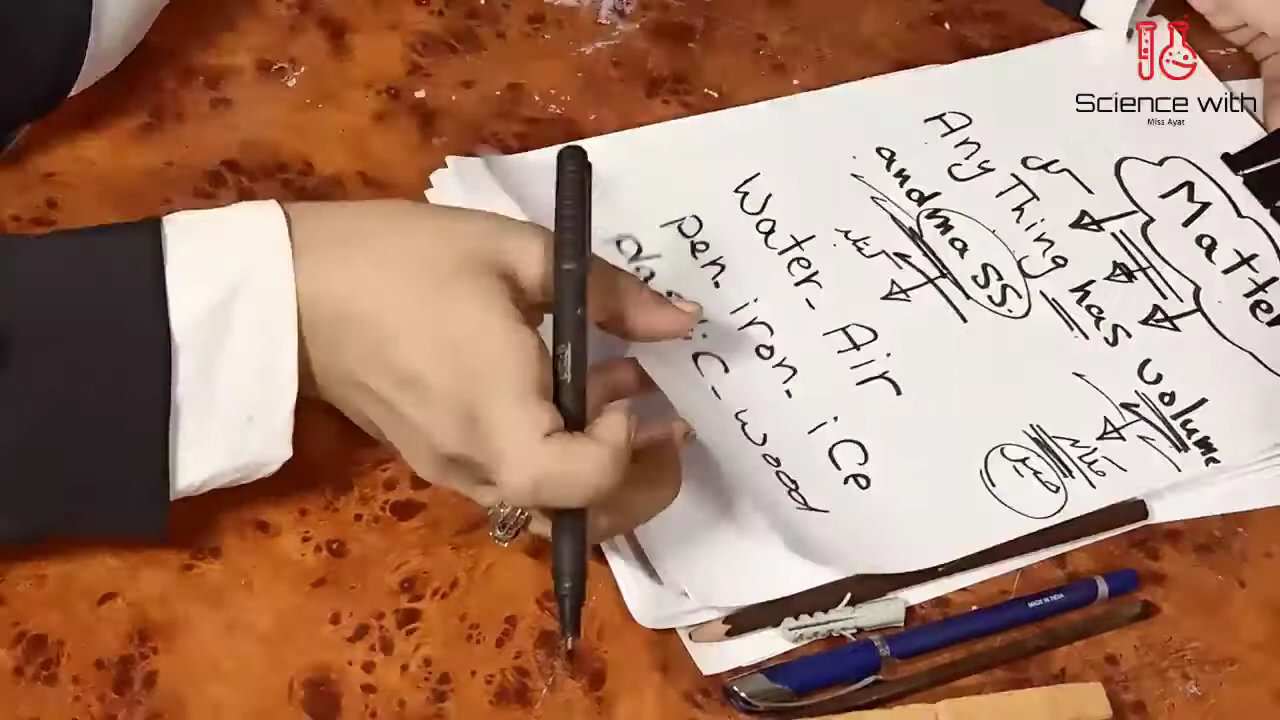 Science with
Miss Ayat
Matter
Any Thing has volume
and mass.
Water - Air
pen. iron. ice
wood
MADE IN INDIA